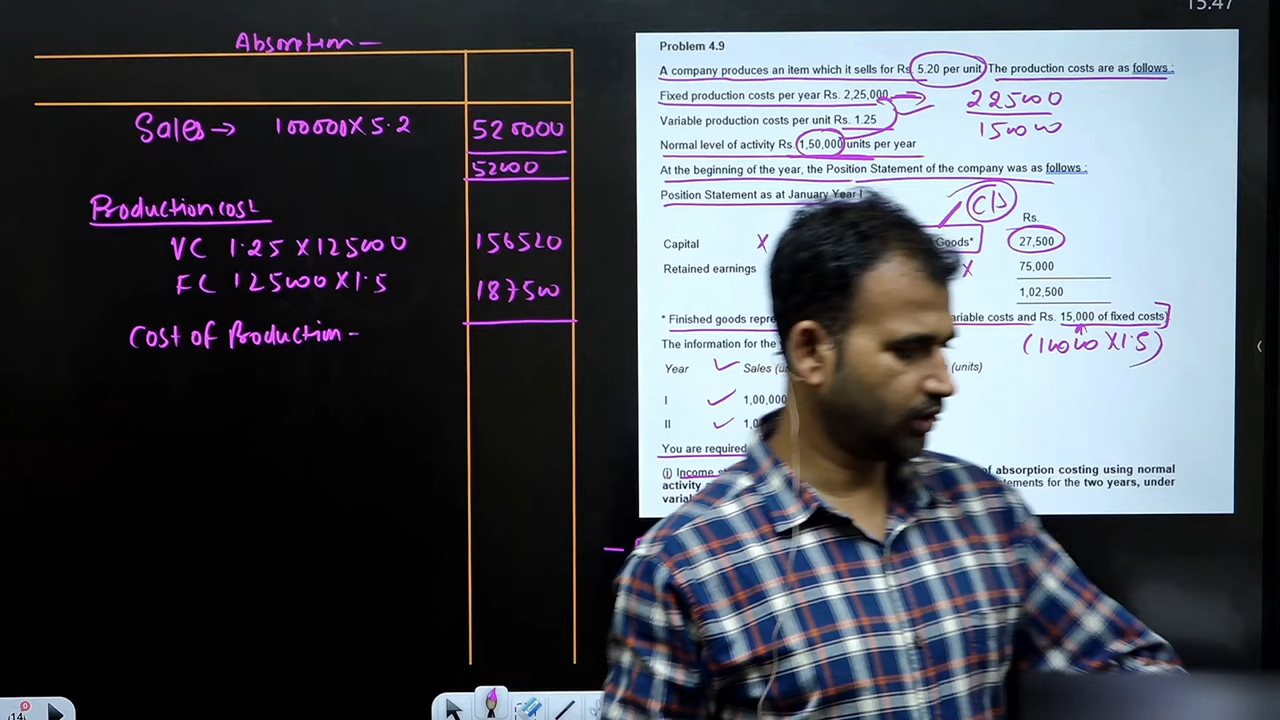 15:47
Absorption —
Sales → 100000 X 5.2 520000
52000
Production cost
VC 1.25 X 125000 156520
FC 125000 X 1.5 187500
Cost of Production -
Problem 4.9
A company produces an item which it sells for Rs 5.20 per unit The production costs are as follows :
Fixed production costs per year Rs. 2,25,000
225000
Variable production costs per unit Rs. 1.25
150000
Normal level of activity Rs. 1,50,000 units per year
At the beginning of the year, the Position Statement of the company was as follows :
Position Statement as at January Year I
Rs.
Capital X Goods* 27,500
Retained earnings X 75,000
1,02,500
* Finished goods repre ariable costs and Rs. 15,000 of fixed costs)
The information for the
(10000 X 1.5)
Year Sales (un (units)
I 1,00,000
II 1,0
You are required
(i) Income s of absorption costing using normal
activity tements for the two years, under
varial